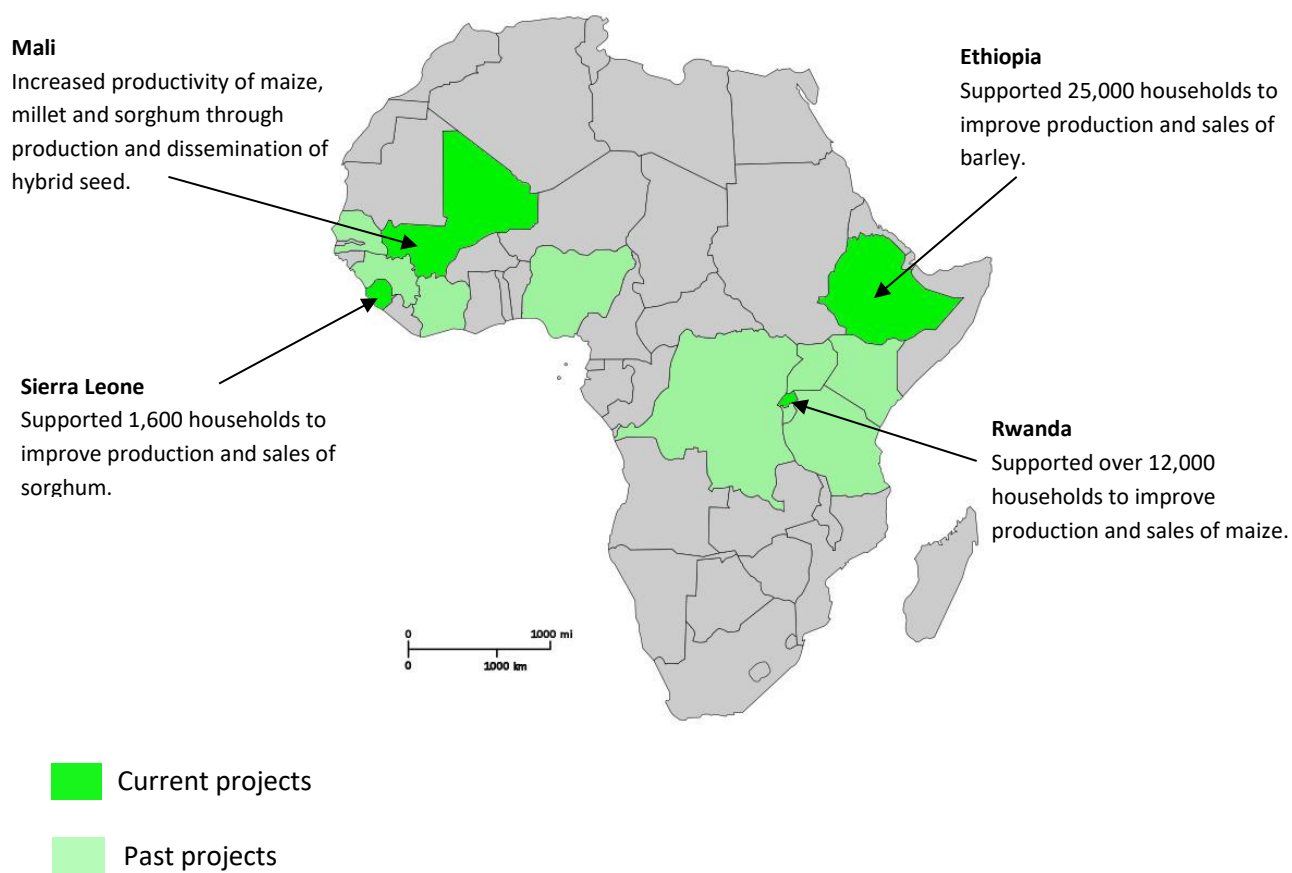 Mali
Increased productivity of maize,
millet and sorghum through
production and dissemination of
hybrid seed.
Ethiopia
Supported 25,000 households to
improve production and sales of
barley.
Sierra Leone
Supported 1,600 households to
improve production and sales of
sorghum.
Rwanda
Supported over 12,000
households to improve
production and sales of maize.
0 1000 mi
0 1000 km
Current projects
Past projects